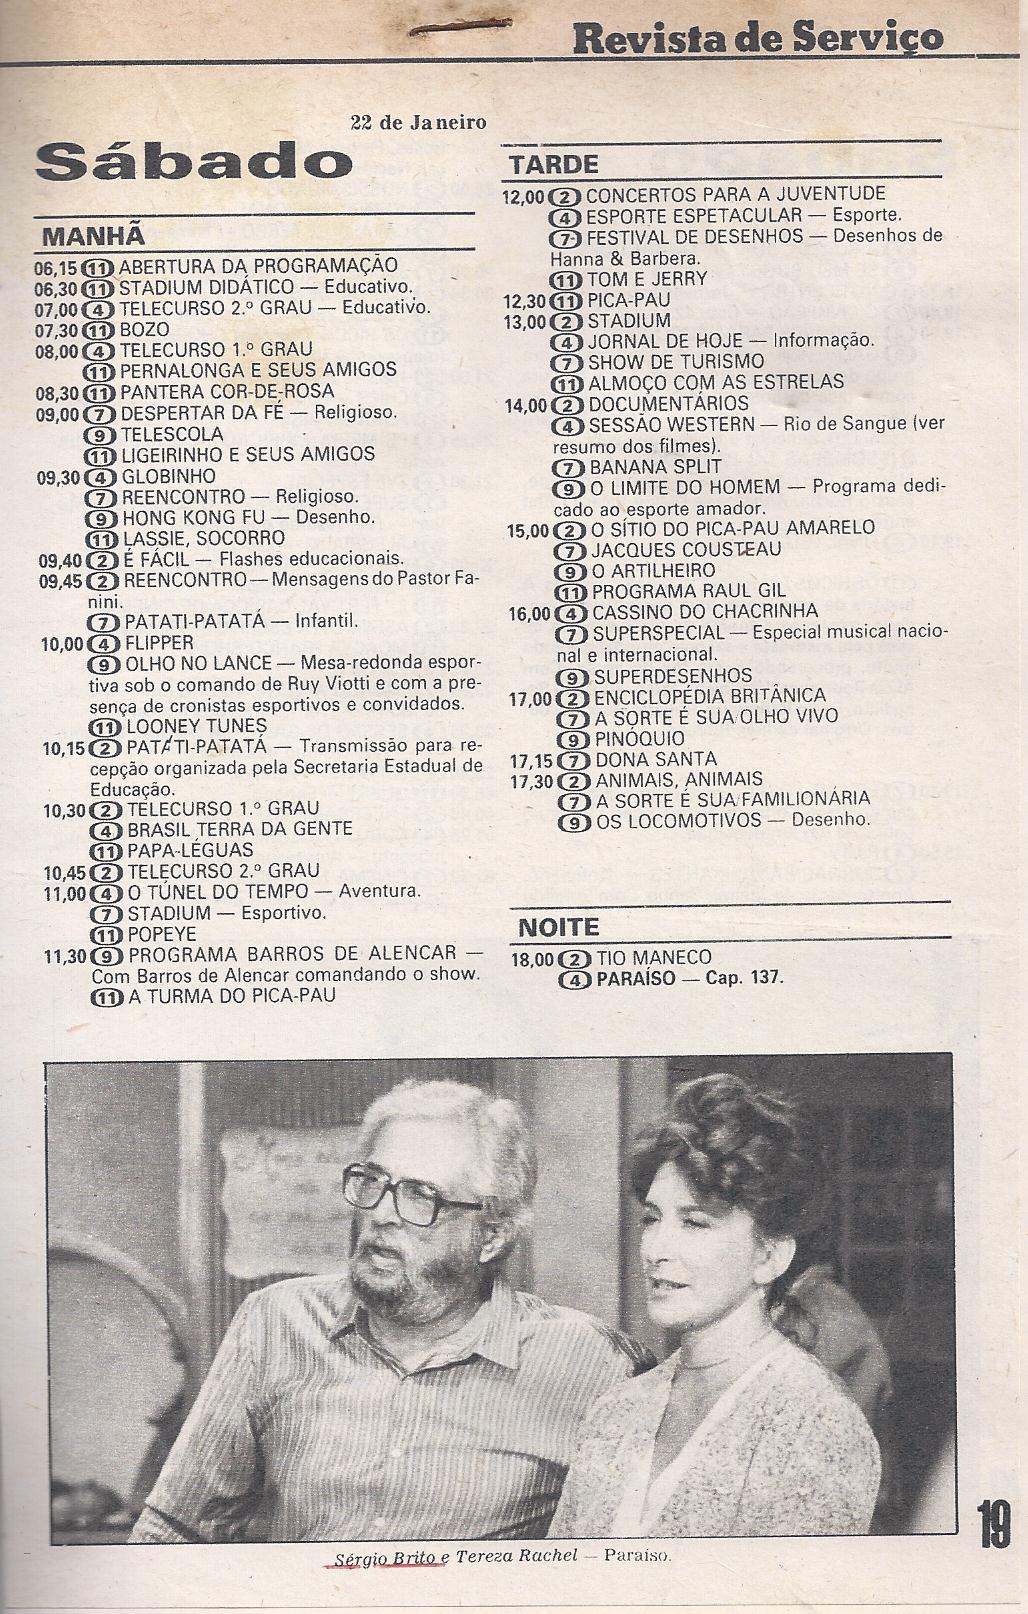 Revista de Serviço
22 de Janeiro
Sábado
MANHÃ
06,15 (11) ABERTURA DA PROGRAMAÇÃO
06,30 (11) STADIUM DIDÁTICO — Educativo.
07,00 (4) TELECURSO 2.º GRAU — Educativo.
07,30 (11) BOZO
08,00 (4) TELECURSO 1.º GRAU
(11) PERNALONGA E SEUS AMIGOS
08,30 (11) PANTERA COR-DE-ROSA
09,00 (7) DESPERTAR DA FÉ — Religioso.
(9) TELESCOLA
(11) LIGEIRINHO E SEUS AMIGOS
09,30 (4) GLOBINHO
(7) REENCONTRO — Religioso.
(9) HONG KONG FU — Desenho.
(11) LASSIE, SOCORRO
09,40 (2) É FÁCIL — Flashes educacionais.
09,45 (2) REENCONTRO — Mensagens do Pastor Fa-
nini.
(7) PATATI-PATATÁ — Infantil.
10,00 (4) FLIPPER
(9) OLHO NO LANCE — Mesa-redonda espor-
tiva sob o comando de Ruy Viotti e com a pre-
sença de cronistas esportivos e convidados.
(11) LOONEY TUNES
10,15 (2) PATATI-PATATÁ — Transmissão para re-
cepção organizada pela Secretaria Estadual de
Educação.
10,30 (2) TELECURSO 1.º GRAU
(4) BRASIL TERRA DA GENTE
(11) PAPA-LÉGUAS
10,45 (2) TELECURSO 2.º GRAU
11,00 (4) O TÚNEL DO TEMPO — Aventura.
(7) STADIUM — Esportivo.
(11) POPEYE
11,30 (9) PROGRAMA BARROS DE ALENCAR —
Com Barros de Alencar comandando o show.
(11) A TURMA DO PICA-PAU
TARDE
12,00 (2) CONCERTOS PARA A JUVENTUDE
(4) ESPORTE ESPETACULAR — Esporte.
(7) FESTIVAL DE DESENHOS — Desenhos de
Hanna & Barbera.
(11) TOM E JERRY
12,30 (11) PICA-PAU
13,00 (2) STADIUM
(4) JORNAL DE HOJE — Informação.
(7) SHOW DE TURISMO
(11) ALMOÇO COM AS ESTRELAS
14,00 (2) DOCUMENTÁRIOS
(4) SESSÃO WESTERN — Rio de Sangue (ver
resumo dos filmes).
(7) BANANA SPLIT
(9) O LIMITE DO HOMEM — Programa dedi-
cado ao esporte amador.
15,00 (2) O SÍTIO DO PICA-PAU AMARELO
(7) JACQUES COUSTEAU
(9) O ARTILHEIRO
(11) PROGRAMA RAUL GIL
16,00 (4) CASSINO DO CHACRINHA
(7) SUPERSPECIAL — Especial musical nacio-
nal e internacional.
(9) SUPERDESENHOS
17,00 (2) ENCICLOPÉDIA BRITÂNICA
(7) A SORTE É SUA OLHO VIVO
(9) PINÓQUIO
17,15 (7) DONA SANTA
17,30 (2) ANIMAIS, ANIMAIS
(7) A SORTE É SUA FAMILIONÁRIA
(9) OS LOCOMOTIVOS — Desenho.
NOITE
18,00 (2) TIO MANECO
(4) PARAÍSO — Cap. 137.
Sérgio Brito e Tereza Rachel — Paraíso.
19